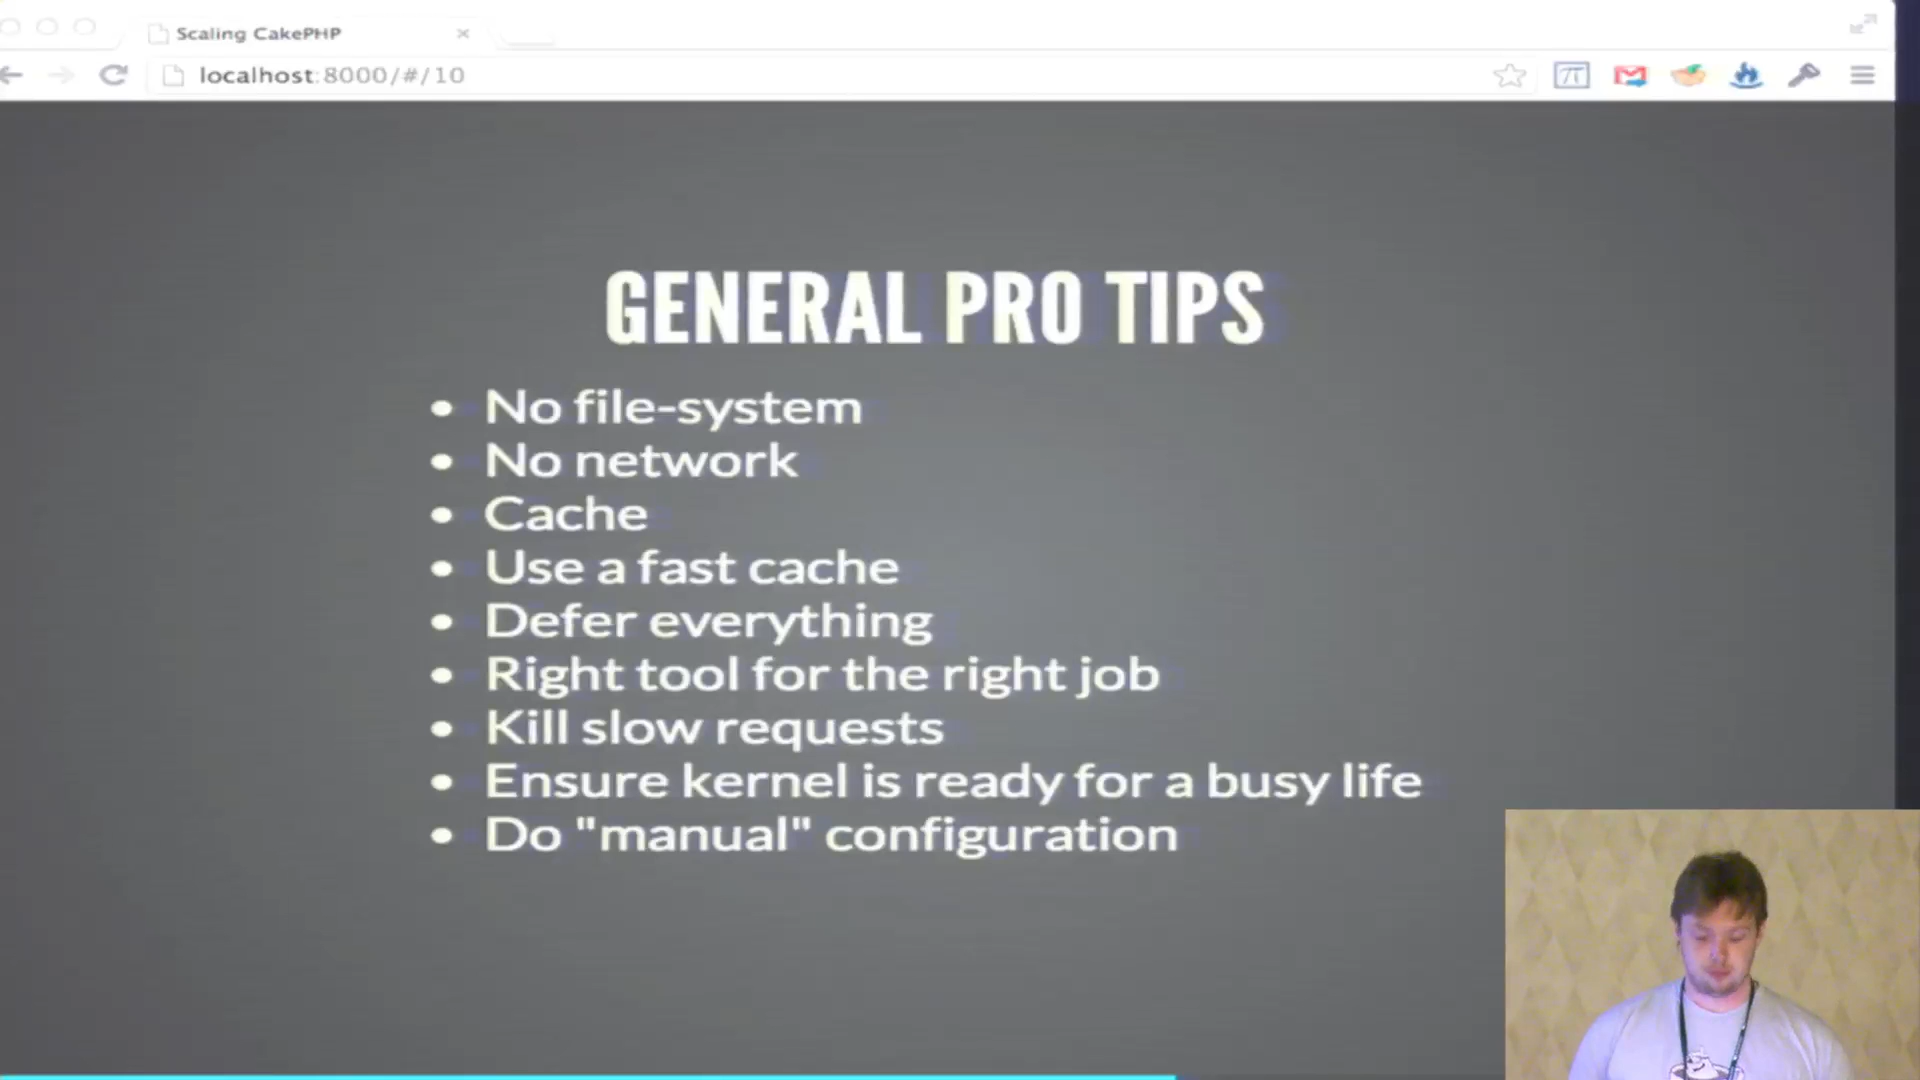 Scaling CakePHP
localhost:8000/#/10
GENERAL PRO TIPS
No file-system
No network
Cache
Use a fast cache
Defer everything
Right tool for the right job
Kill slow requests
Ensure kernel is ready for a busy life
Do "manual" configuration